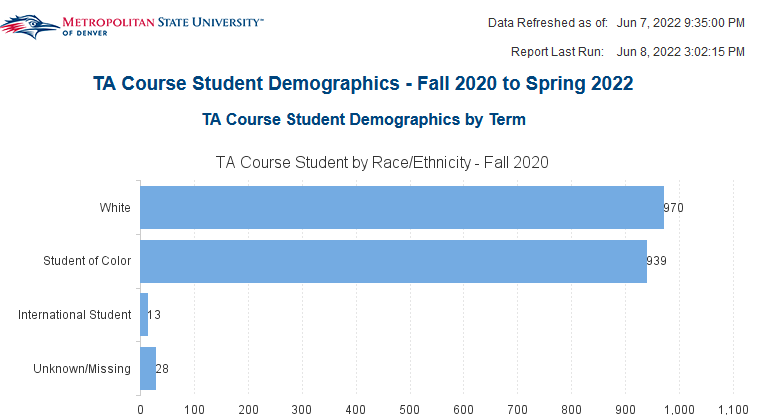 METROPOLITAN STATE UNIVERSITY™
OF DENVER
Data Refreshed as of: Jun 7, 2022 9:35:00 PM
Report Last Run: Jun 8, 2022 3:02:15 PM
TA Course Student Demographics - Fall 2020 to Spring 2022
TA Course Student Demographics by Term
TA Course Student by Race/Ethnicity - Fall 2020
White 970
Student of Color 939
International Student 13
Unknown/Missing 28
0 100 200 300 400 500 600 700 800 900 1,000 1,100